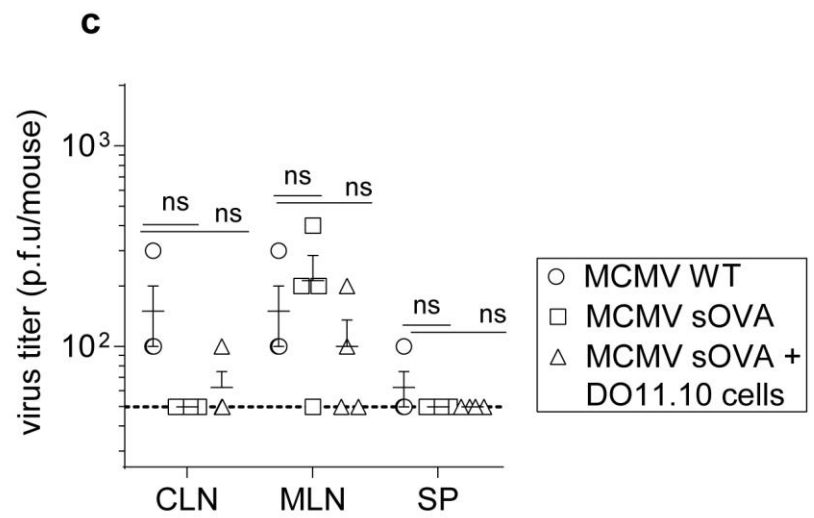 c
virus titer (p.f.u/mouse)
10³
10²
ns
ns
ns
ns
ns
ns
CLN
MLN
SP
MCMV WT
MCMV sOVA
MCMV sOVA +
DO11.10 cells